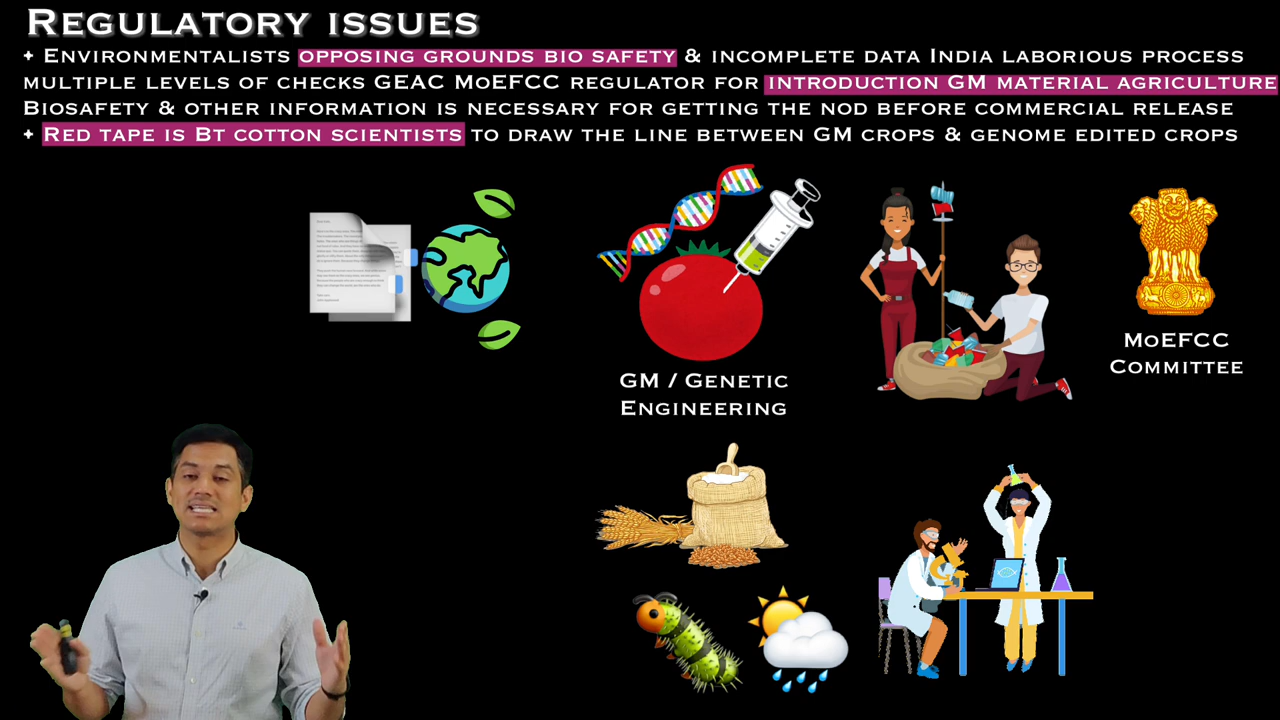 Regulatory issues
+ Environmentalists opposing grounds bio safety & incomplete data India laborious process
multiple levels of checks GEAC MoEFCC regulator for introduction GM material agriculture
Biosafety & other information is necessary for getting the nod before commercial release
+ Red tape is Bt cotton scientists to draw the line between GM crops & genome edited crops
GM / Genetic
Engineering
MoEFCC
Committee